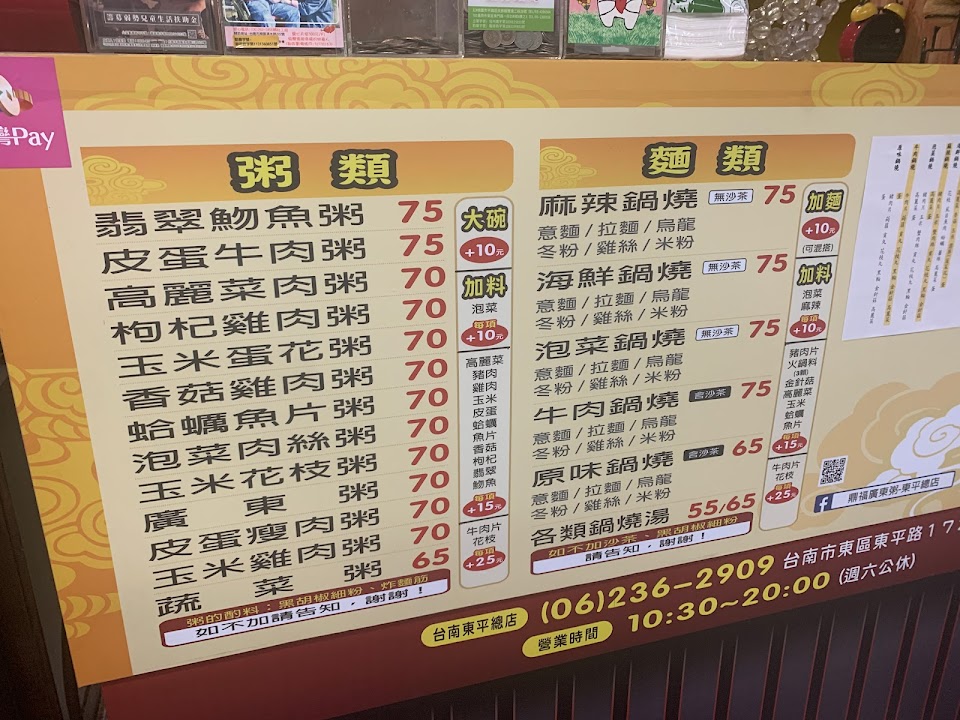 灣Pay
粥類
翡翠魩魚粥 75
皮蛋牛肉粥 75
高麗菜肉粥 70
枸杞雞肉粥 70
玉米蛋花粥 70
香菇雞肉粥 70
蛤蠣魚片粥 70
泡菜肉絲粥 70
玉米花枝粥 70
廣東粥 70
皮蛋瘦肉粥 70
玉米雞肉粥 70
蔬菜粥 65
粥的酌料：黑胡椒細粉、炸麵筋
如不加請告知，謝謝！
大碗
+10元
加料
泡菜
每項
+10元
高麗菜
豬肉
雞肉
玉米
皮蛋
蛤蠣
魚片
香菇
枸杞
翡翠
魩魚
每項
+15元
牛肉片
花枝
每項
+25元
麵類
麻辣鍋燒 無沙茶 75
意麵/拉麵/烏龍
冬粉/雞絲/米粉
海鮮鍋燒 無沙茶 75
意麵/拉麵/烏龍
冬粉/雞絲/米粉
泡菜鍋燒 無沙茶 75
意麵/拉麵/烏龍
冬粉/雞絲/米粉
牛肉鍋燒 含沙茶 75
意麵/拉麵/烏龍
冬粉/雞絲/米粉
原味鍋燒 含沙茶 65
意麵/拉麵/烏龍
冬粉/雞絲/米粉
各類鍋燒湯 55/65
如不加沙茶、黑胡椒細粉
請告知，謝謝！
加麵
+10元
(可混搭)
加料
泡菜
麻辣
每項
+10元
豬肉片
火鍋料
(3顆)
金針菇
高麗菜
玉米
蛤蠣
魚片
每項
+15元
牛肉片
花枝
每項
+25元
鼎福廣東粥-東平總店
台南東平總店 (06)236-2909 台南市東區東平路17
營業時間 10:30~20:00 (週六公休)